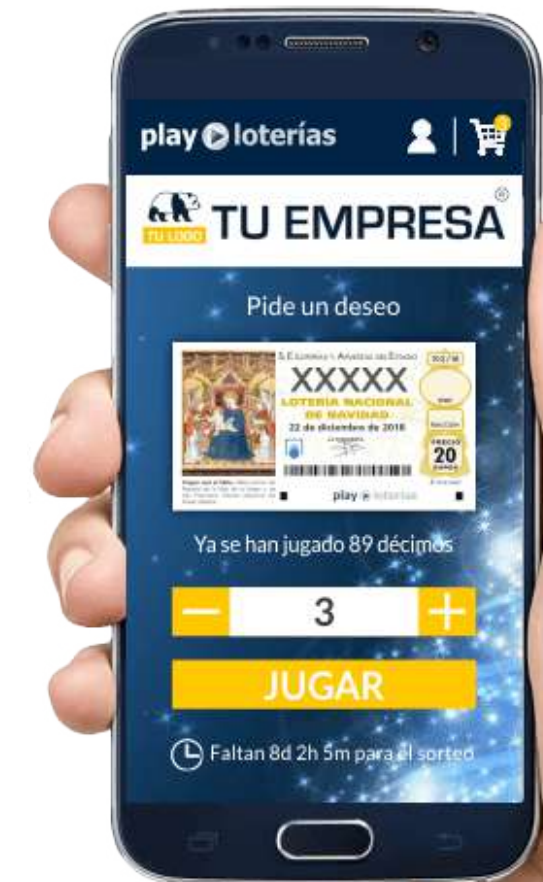 play loterías
3
TU LOGO
TU EMPRESA
®
Pide un deseo
XXXXX
LOTERIA NACIONAL
DE NAVIDAD
22 de diciembre de 2018
PRECIO
20
EUROS
play loterías
Ya se han jugado 89 décimos
3
JUGAR
Faltan 8d 2h 5m para el sorteo